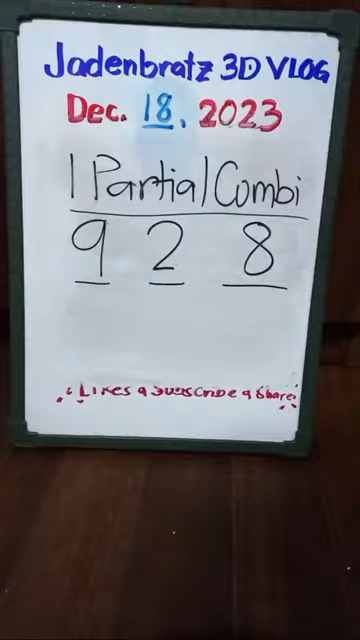 Jadenbratz 3D VLOG
Dec. 18, 2023
1 Partial Combi
9 2 8
Likes & Subscribe & Share